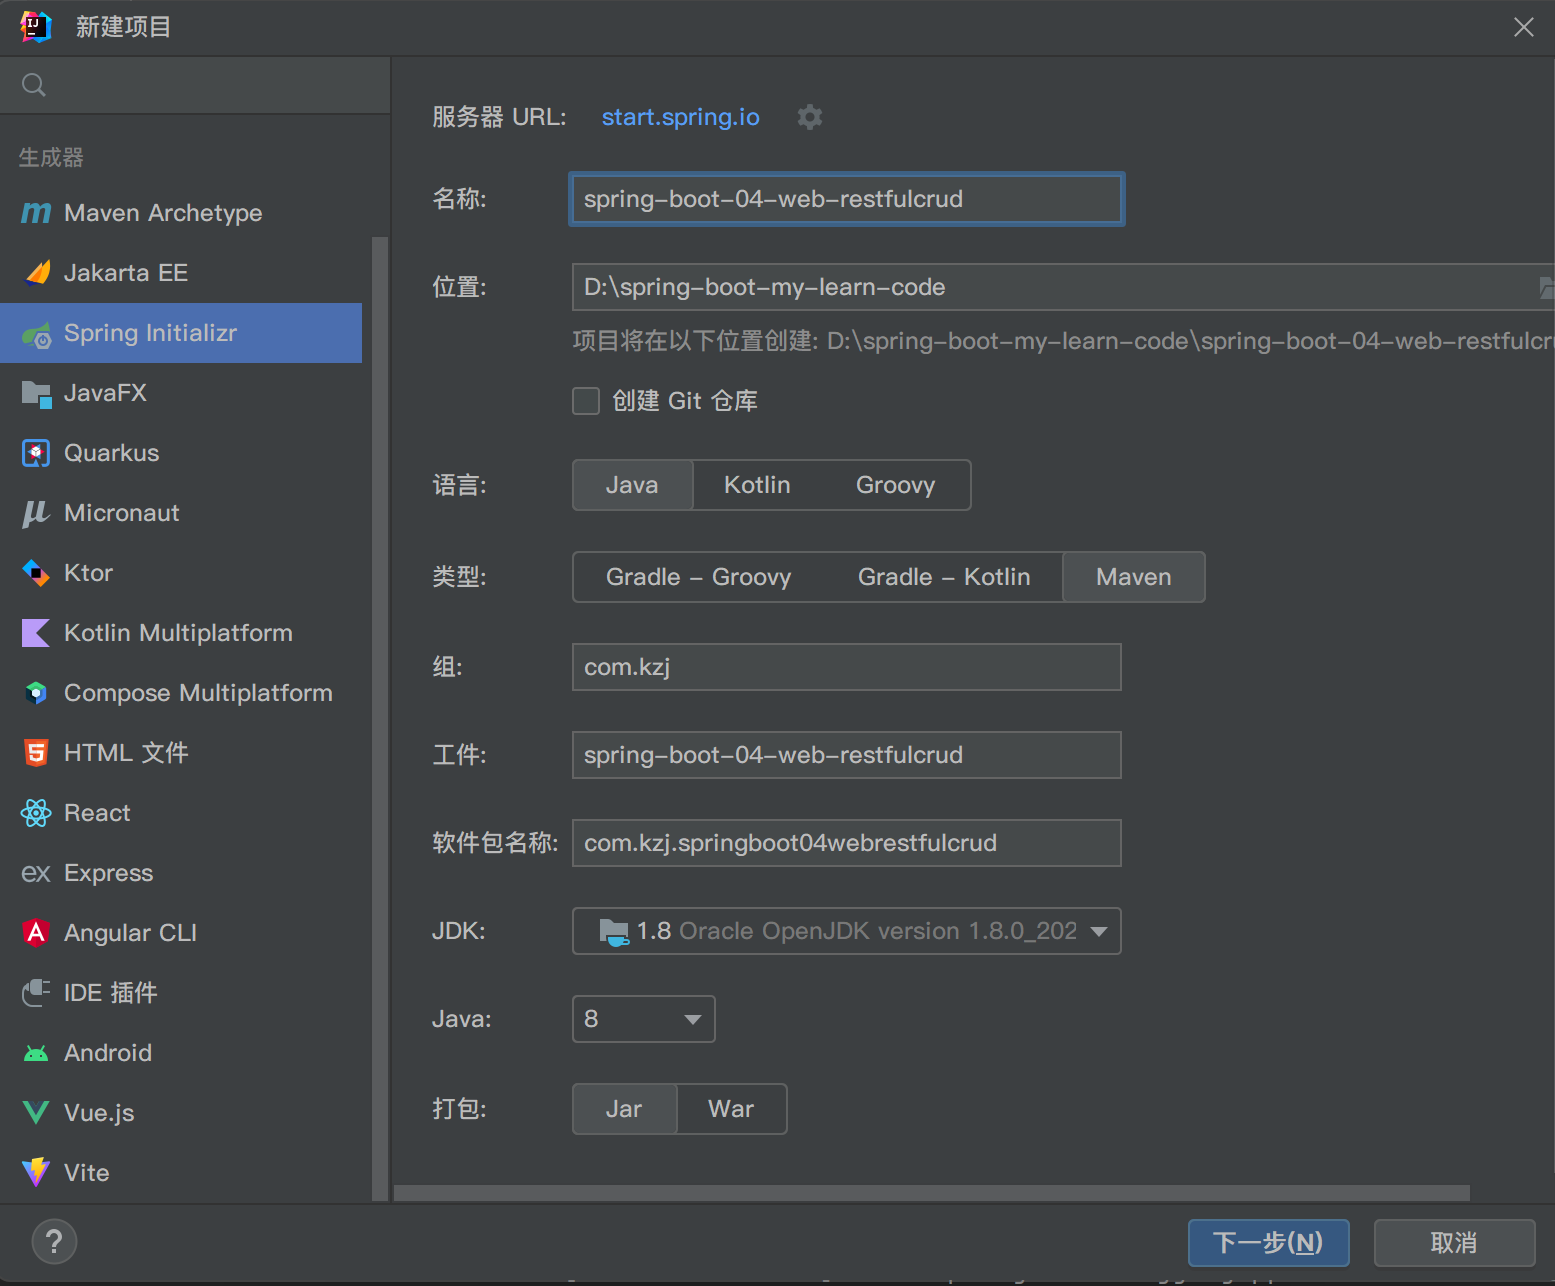 新建项目
生成器
Maven Archetype
Jakarta EE
Spring Initializr
JavaFX
Quarkus
Micronaut
Ktor
Kotlin Multiplatform
Compose Multiplatform
HTML 文件
React
ex Express
Angular CLI
IDE 插件
Android
Vue.js
Vite
服务器 URL: start.spring.io
名称: spring-boot-04-web-restfulcrud
位置: D:\spring-boot-my-learn-code
项目将在以下位置创建: D:\spring-boot-my-learn-code\spring-boot-04-web-restfulcr
创建 Git 仓库
语言: Java Kotlin Groovy
类型: Gradle - Groovy Gradle - Kotlin Maven
组: com.kzj
工件: spring-boot-04-web-restfulcrud
软件包名称: com.kzj.springboot04webrestfulcrud
JDK: 1.8 Oracle OpenJDK version 1.8.0_202
Java: 8
打包: Jar War
? 下一步(N) 取消